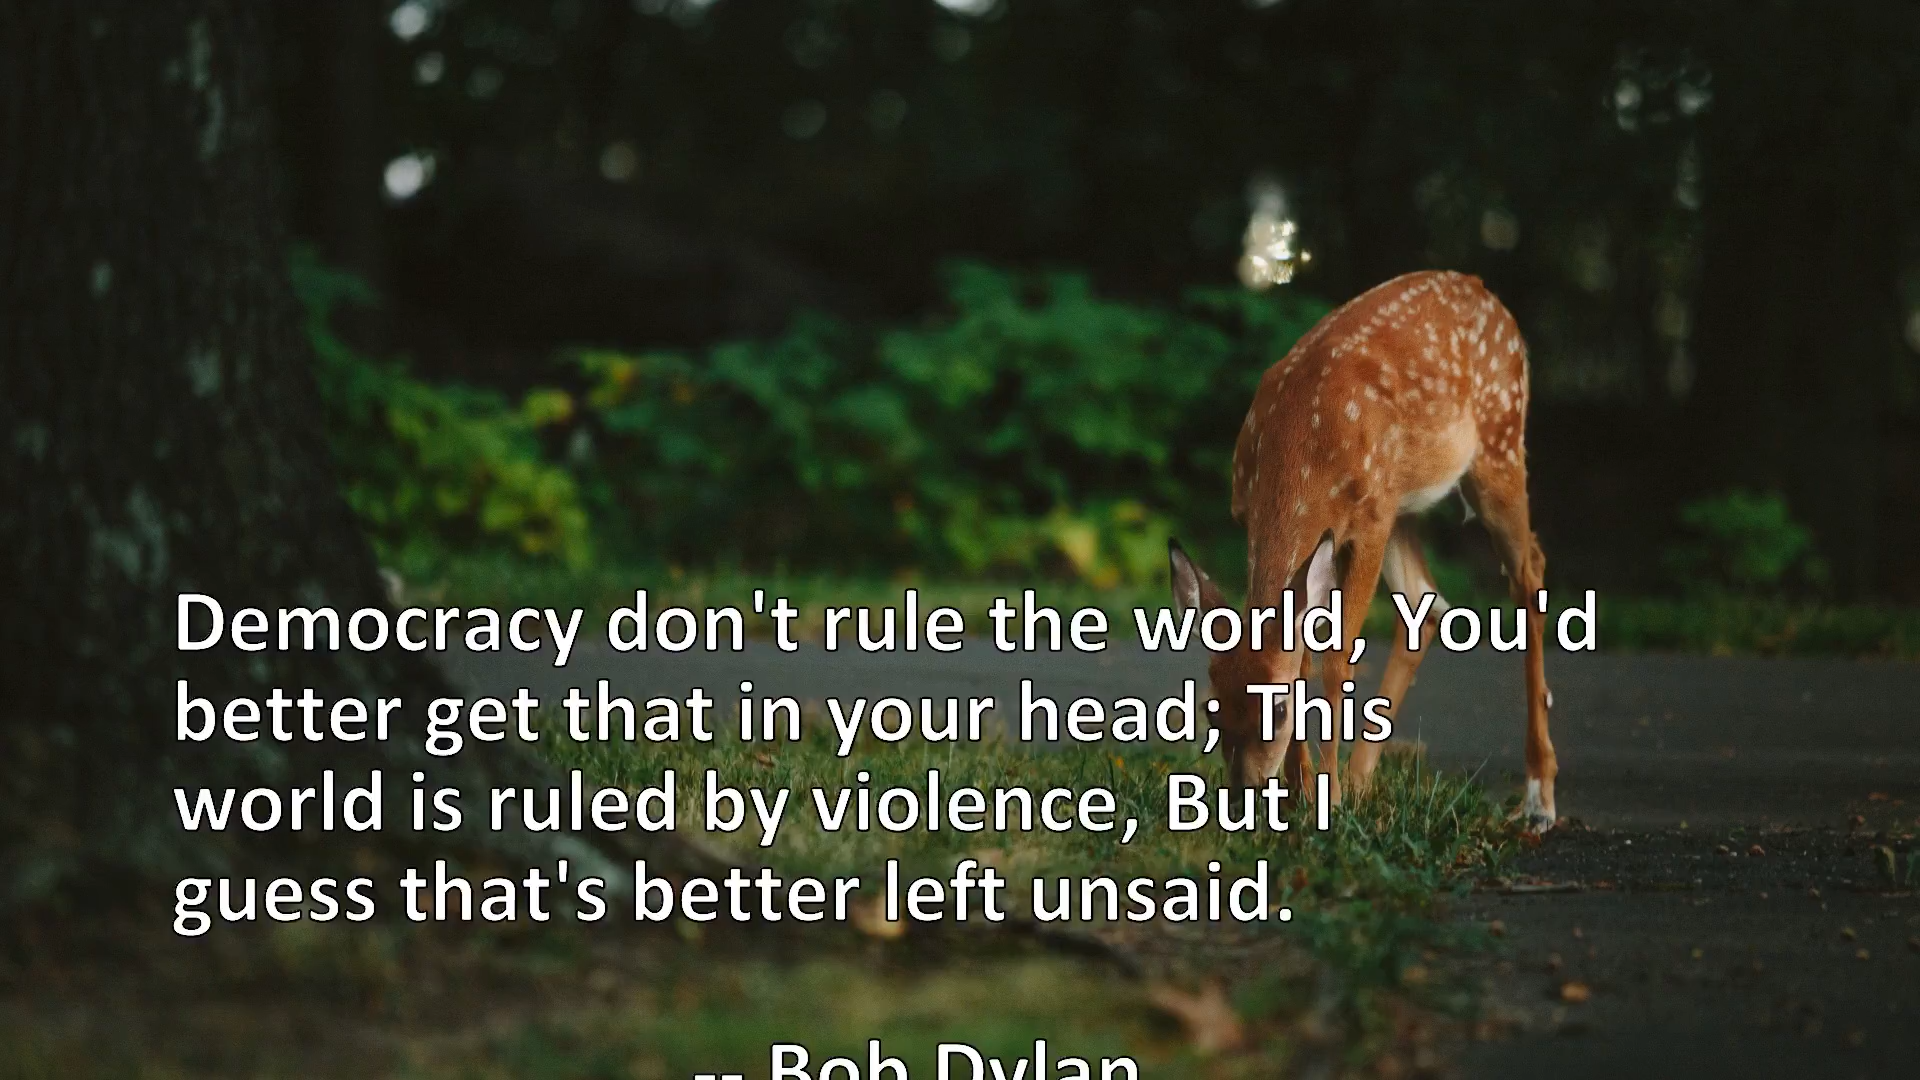 Democracy don't rule the world, You'd
better get that in your head; This
world is ruled by violence, But I
guess that's better left unsaid.
-- Bob Dylan